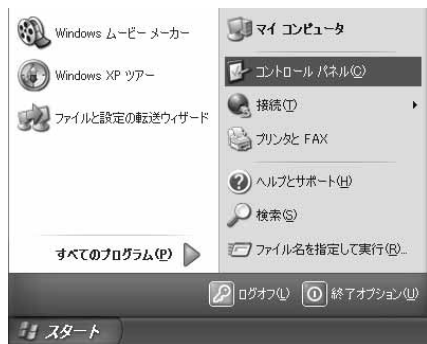 Windows ムービー メーカー
Windows XP ツアー
ファイルと設定の転送ウィザード
すべてのプログラム(P)
マイ コンピュータ
コントロール パネル(C)
接続(T)
プリンタと FAX
ヘルプとサポート(H)
検索(S)
ファイル名を指定して実行(R)...
ログオフ(L)
終了オプション(U)
スタート